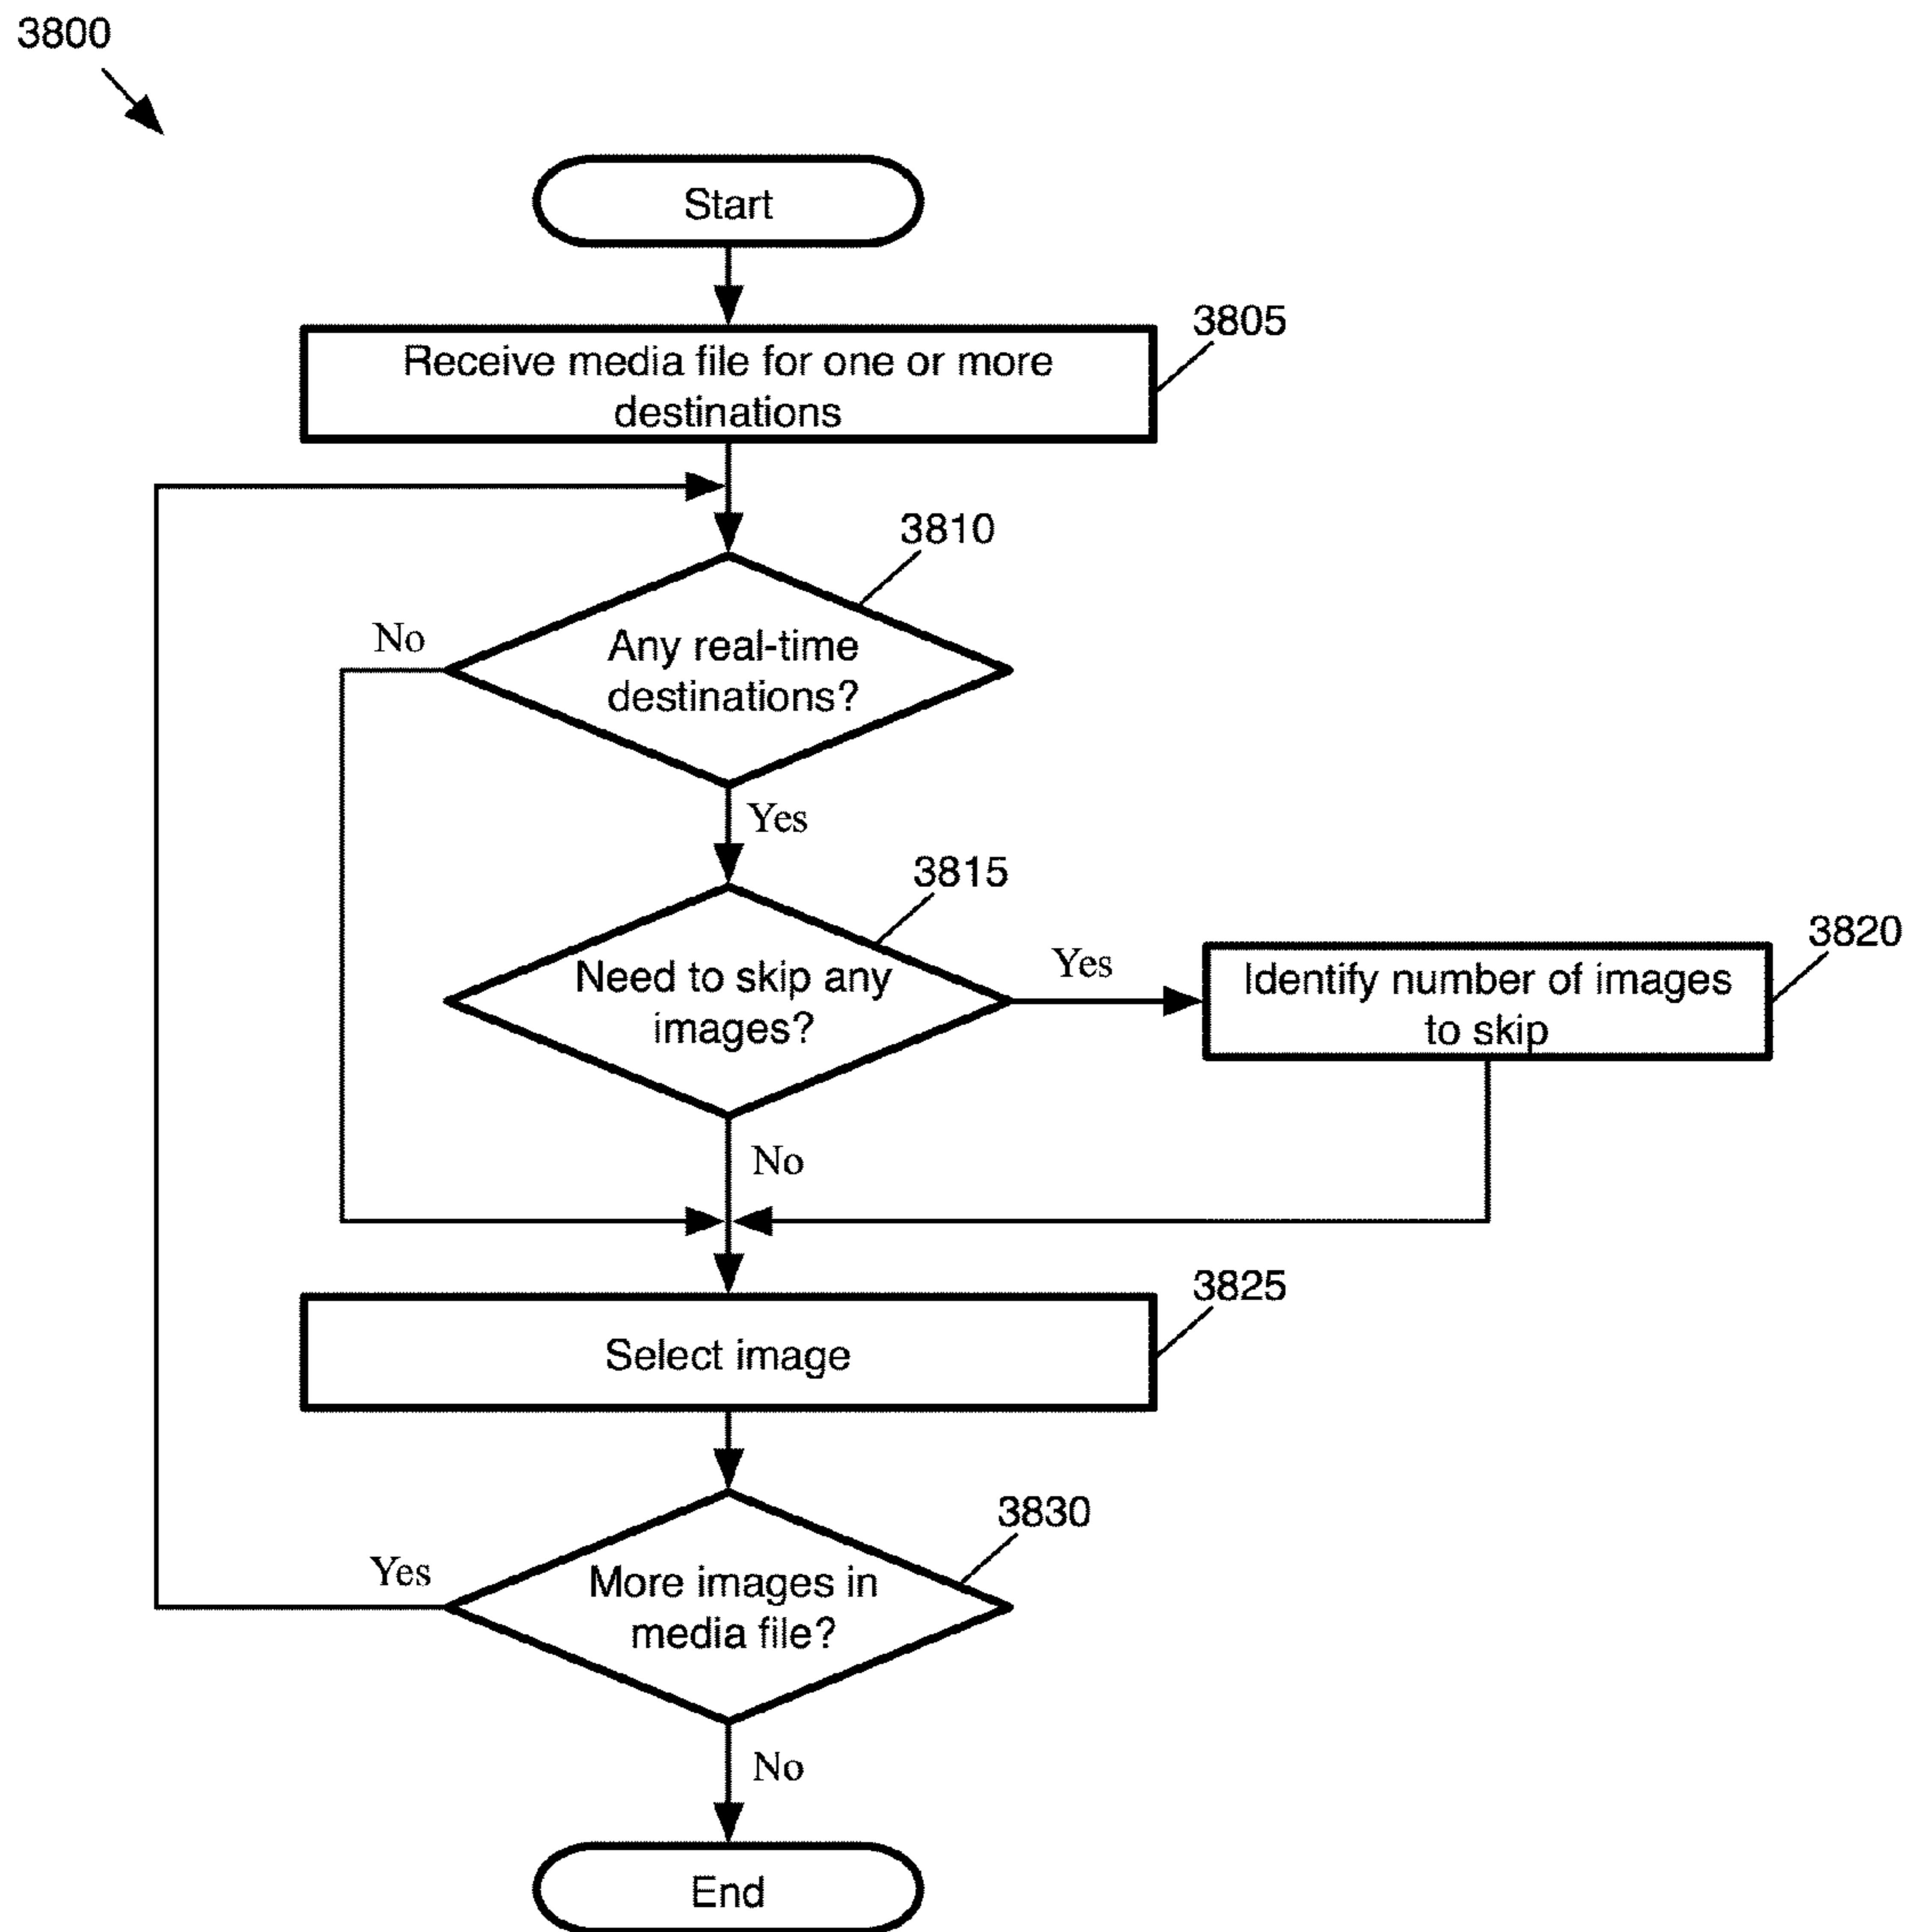 3800
Start
3805
Receive media file for one or more
destinations
3810
No
Any real-time
destinations?
Yes
3815
Need to skip any
images?
Yes
3820
Identify number of images
to skip
No
3825
Select image
3830
Yes
More images in
media file?
No
End